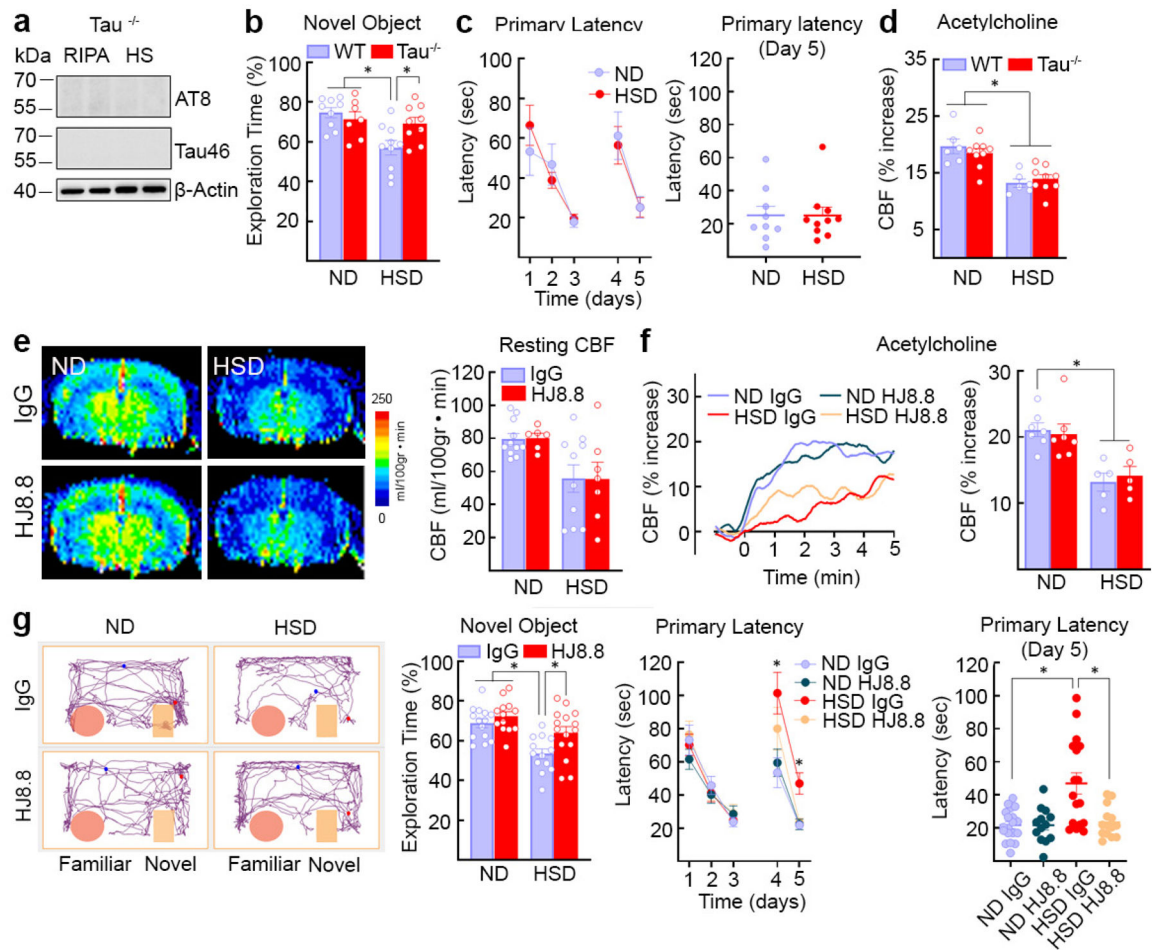 a
Tau -/-
kDa RIPA HS
70
55
AT8
70
55
Tau46
40
β-Actin
b
Novel Object
WT Tau-/-
Exploration Time (%)
100
80
60
40
20
* *
ND HSD
c
Primary Latency
ND
HSD
Latency (sec)
120
100
80
60
40
20
1 2 3 4 5
Time (days)
Primary latency
(Day 5)
Latency (sec)
120
100
80
60
40
20
0
ND HSD
d
Acetylcholine
WT Tau-/-
CBF (% increase)
35
25
15
5
*
ND HSD
e
ND HSD
IgG
HJ8.8
250
ml/100gr • min
0
Resting CBF
IgG
HJ8.8
CBF (ml/100gr • min)
120
100
80
60
40
20
ND HSD
f
Acetylcholine
ND IgG ND HJ8.8
HSD IgG HSD HJ8.8
CBF (% increase)
30
20
10
0
0 1 2 3 4 5
Time (min)
CBF (% increase)
30
20
10
*
ND HSD
g
ND HSD
IgG
HJ8.8
Familiar Novel Familiar Novel
Novel Object
IgG HJ8.8
Exploration Time (%)
100
80
60
40
20
* *
ND HSD
Primary Latency
ND IgG
ND HJ8.8
HSD IgG
HSD HJ8.8
Latency (sec)
120
100
80
60
40
20
* *
1 2 3 4 5
Time (days)
Primary Latency
(Day 5)
Latency (sec)
120
100
80
60
40
20
* *
ND IgG
ND HJ8.8
HSD IgG
HSD HJ8.8